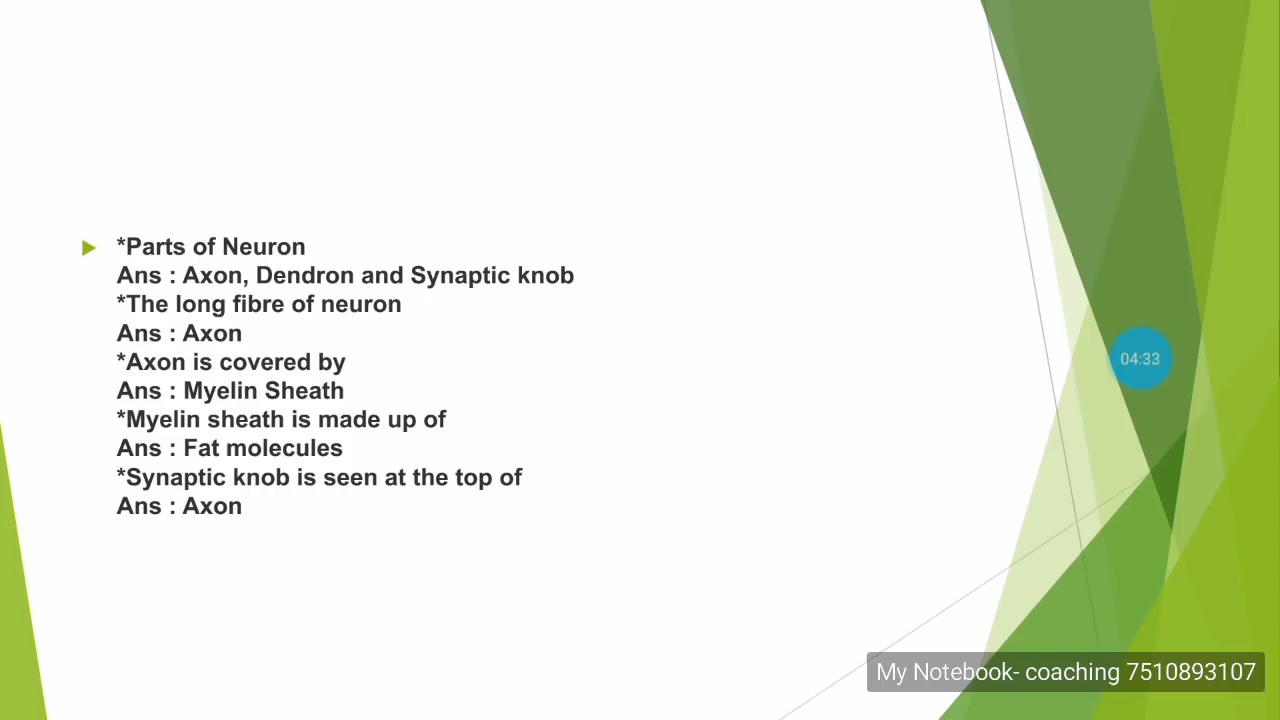 *Parts of Neuron
Ans : Axon, Dendron and Synaptic knob
*The long fibre of neuron
Ans : Axon
*Axon is covered by
Ans : Myelin Sheath
*Myelin sheath is made up of
Ans : Fat molecules
*Synaptic knob is seen at the top of
Ans : Axon
04:33
My Notebook- coaching 7510893107